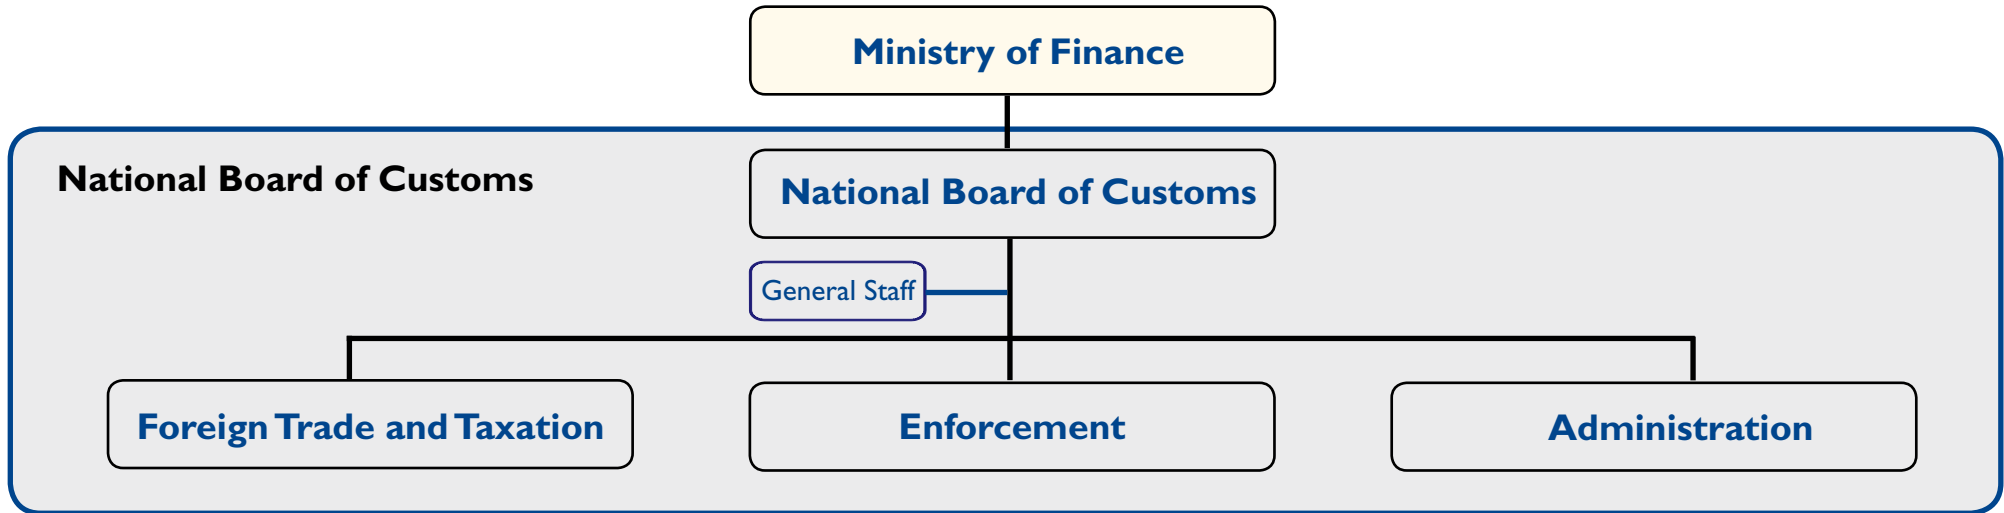 Ministry of Finance
National Board of Customs
National Board of Customs
General Staff
Foreign Trade and Taxation
Enforcement
Administration